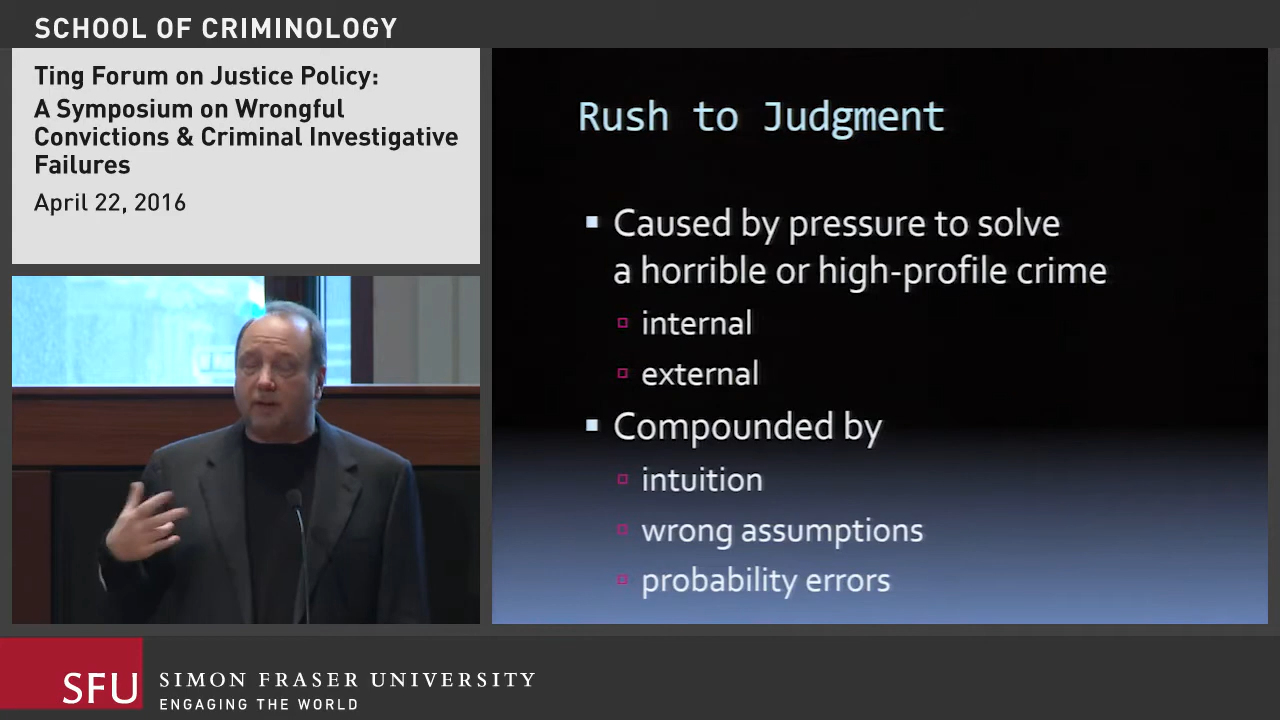 SCHOOL OF CRIMINOLOGY
Ting Forum on Justice Policy:
A Symposium on Wrongful
Convictions & Criminal Investigative
Failures
April 22, 2016
Rush to Judgment
Caused by pressure to solve
a horrible or high-profile crime
internal
external
Compounded by
intuition
wrong assumptions
probability errors
SFU
SIMON FRASER UNIVERSITY
ENGAGING THE WORLD